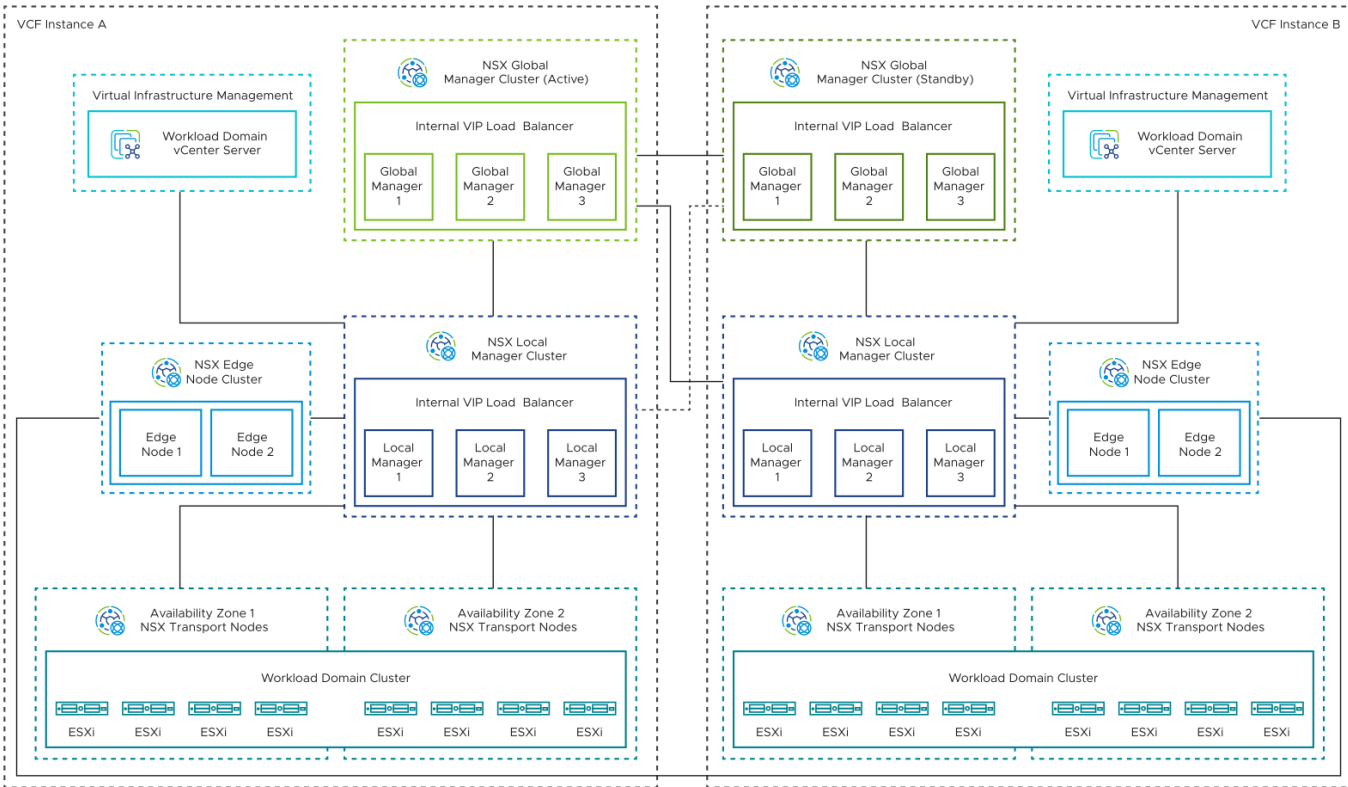 VCF Instance A
NSX Global
Manager Cluster (Active)
Virtual Infrastructure Management
Workload Domain
vCenter Server
Internal VIP Load Balancer
Global
Manager
1
Global
Manager
2
Global
Manager
3
NSX Local
Manager Cluster
NSX Edge
Node Cluster
Edge
Node 1
Edge
Node 2
Internal VIP Load Balancer
Local
Manager
1
Local
Manager
2
Local
Manager
3
Availability Zone 1
NSX Transport Nodes
Availability Zone 2
NSX Transport Nodes
Workload Domain Cluster
ESXi
ESXi
ESXi
ESXi
ESXi
ESXi
ESXi
ESXi
VCF Instance B
NSX Global
Manager Cluster (Standby)
Virtual Infrastructure Management
Workload Domain
vCenter Server
Internal VIP Load Balancer
Global
Manager
1
Global
Manager
2
Global
Manager
3
NSX Local
Manager Cluster
NSX Edge
Node Cluster
Internal VIP Load Balancer
Local
Manager
1
Local
Manager
2
Local
Manager
3
Edge
Node 1
Edge
Node 2
Availability Zone 1
NSX Transport Nodes
Availability Zone 2
NSX Transport Nodes
Workload Domain Cluster
ESXi
ESXi
ESXi
ESXi
ESXi
ESXi
ESXi
ESXi